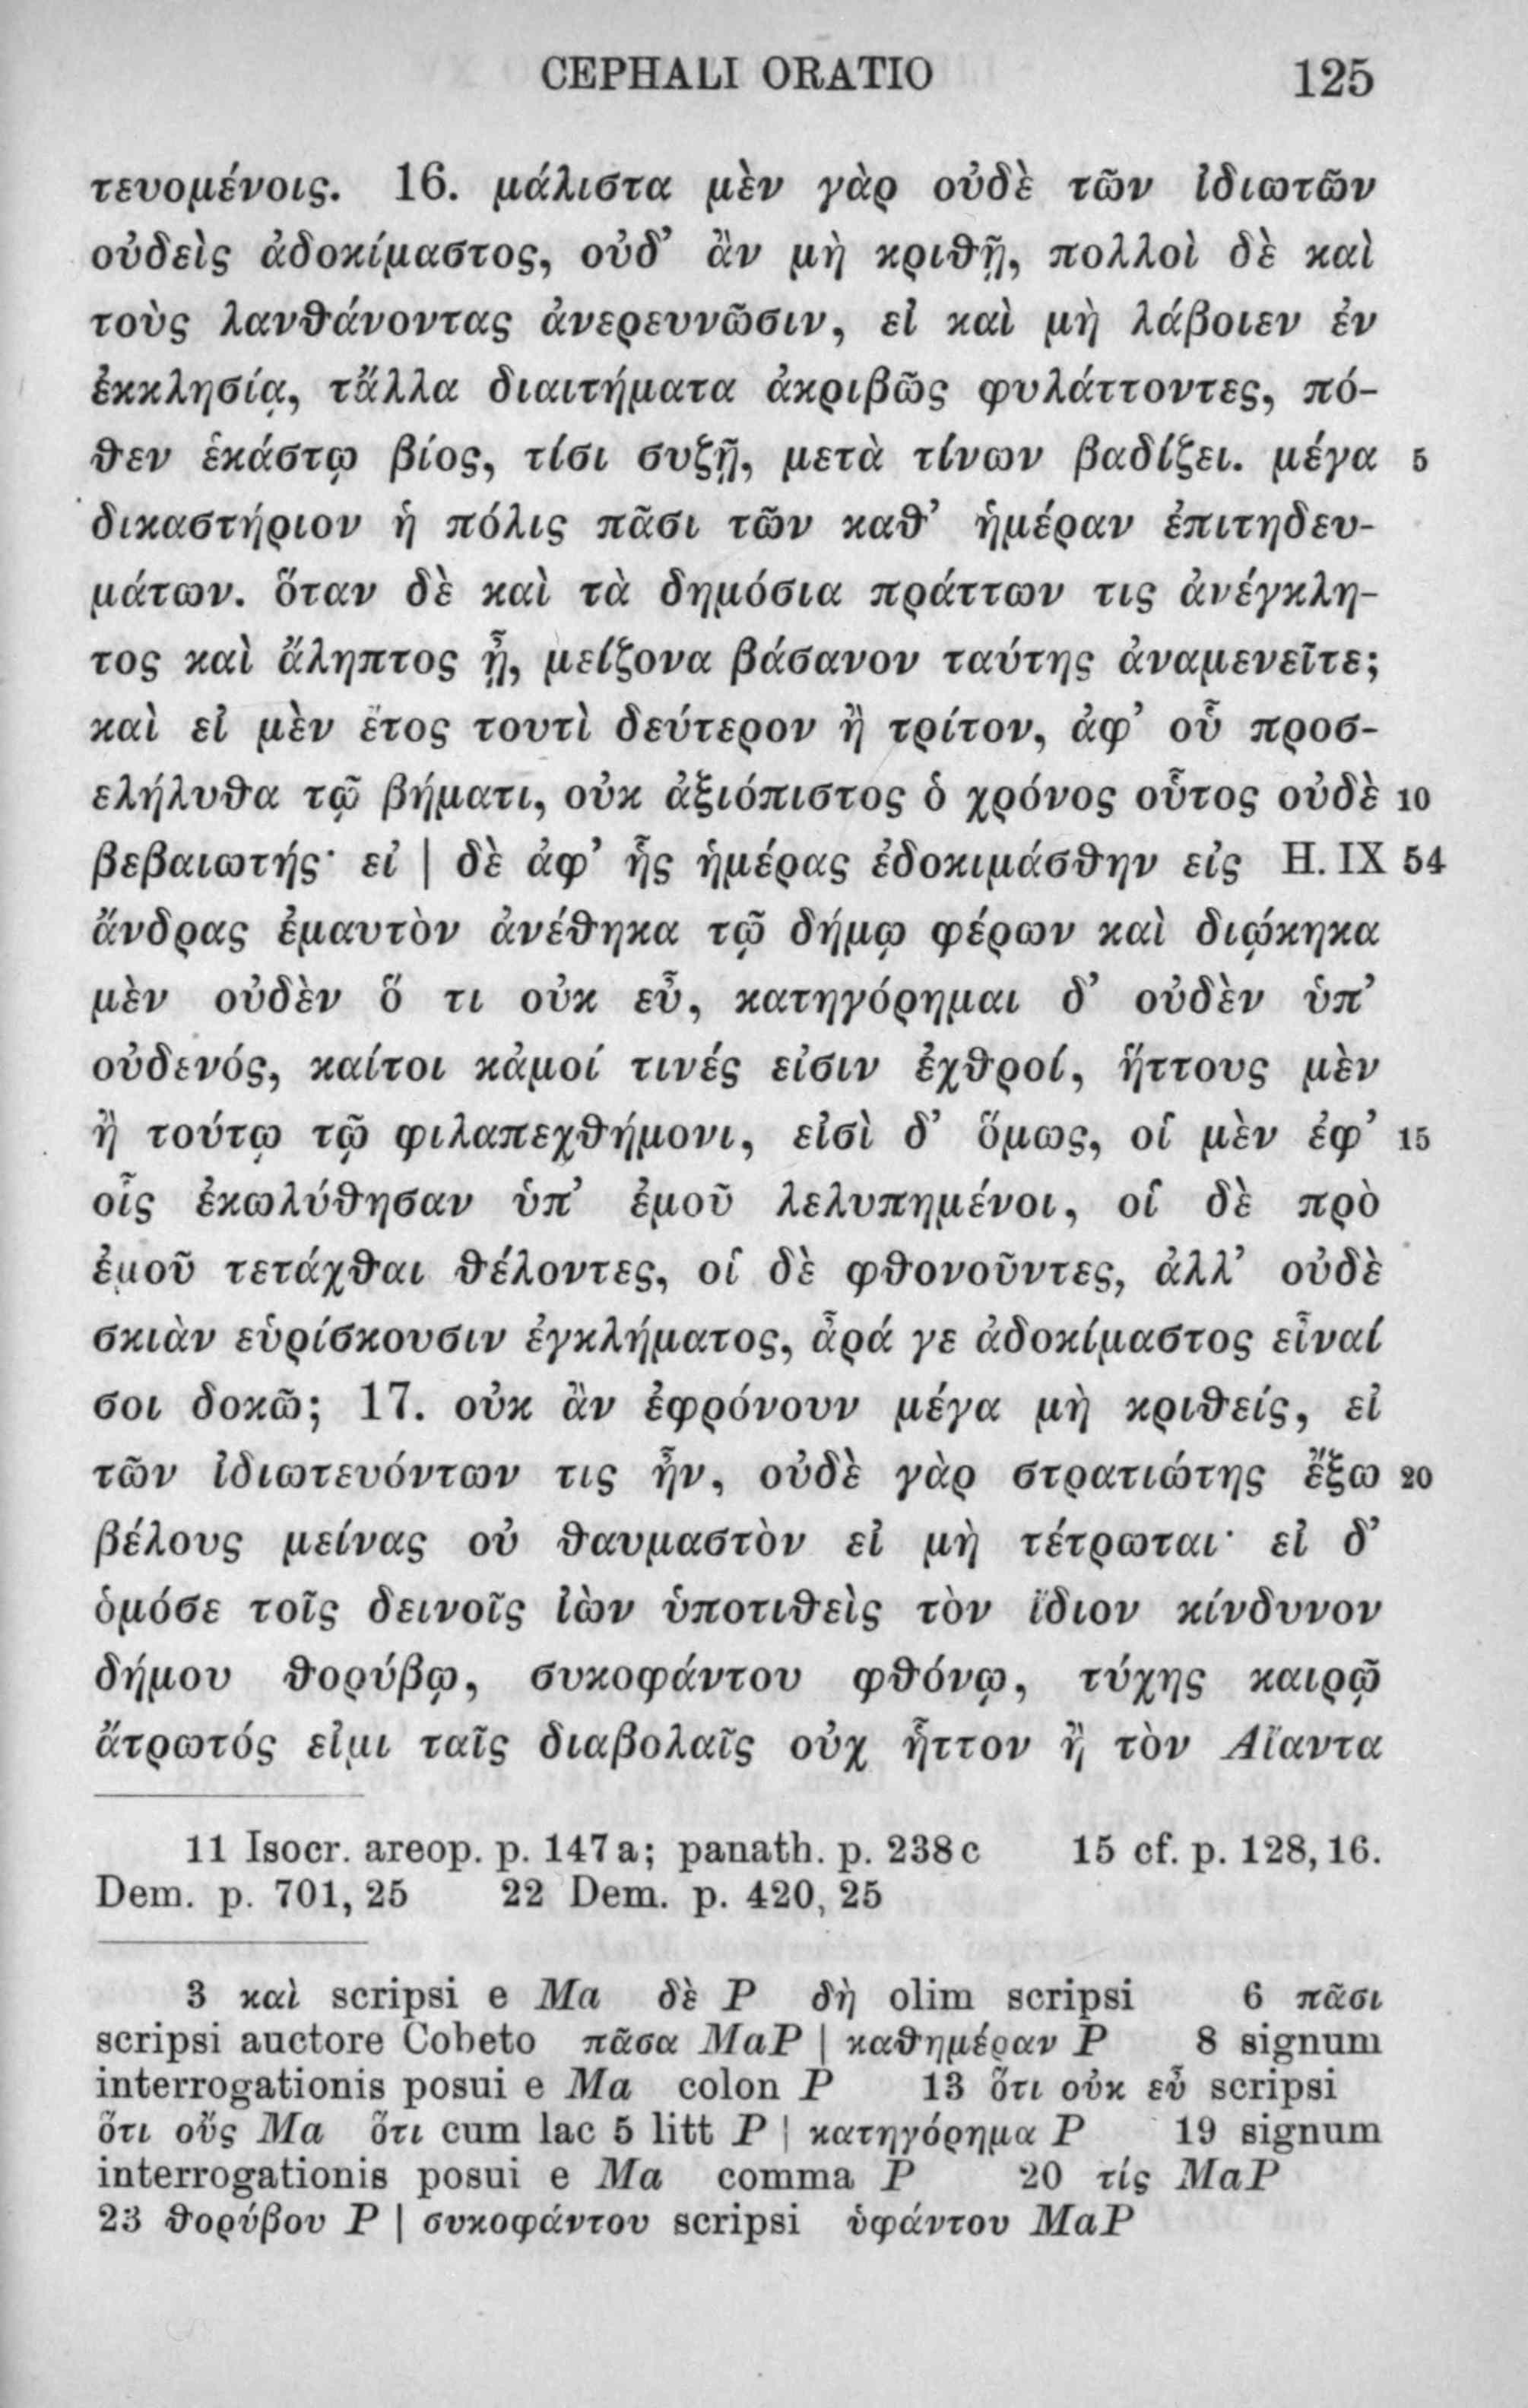 CEPHALI ORATIO 125
τευομένοις. 16. μάλιστα μὲν γὰρ οὐδὲ τῶν ἰδιωτῶν
οὐδεὶς ἀδοκίμαστος, οὐδ’ ἂν μὴ κριθῇ, πολλοὶ δὲ καὶ
τοὺς λανθάνοντας ἀνερευνῶσιν, εἰ καὶ μὴ λάβοιεν ἐν
ἐκκλησίᾳ, τἄλλα διαιτήματα ἀκριβῶς φυλάττοντες, πό-
θεν ἑκάστῳ βίος, τίσι συζῇ, μετὰ τίνων βαδίζει. μέγα 5
δικαστήριον ἡ πόλις πᾶσι τῶν καθ’ ἡμέραν ἐπιτηδευ-
μάτων. ὅταν δὲ καὶ τὰ δημόσια πράττων τις ἀνέγκλη-
τος καὶ ἄληπτος ᾖ, μείζονα βάσανον ταύτης ἀναμενεῖτε;
καὶ εἰ μὲν ἔτος τουτὶ δεύτερον ἢ τρίτον, ἀφ’ οὗ προσ-
ελήλυθα τῷ βήματι, οὐκ ἀξιόπιστος ὁ χρόνος οὗτος οὐδὲ 10
βεβαιωτής· εἰ | δὲ ἀφ’ ἧς ἡμέρας ἐδοκιμάσθην εἰς H. IX 54
ἄνδρας ἐμαυτὸν ἀνέθηκα τῷ δήμῳ φέρων καὶ διῴκηκα
μὲν οὐδὲν ὅ τι οὐκ εὖ, κατηγόρημαι δ’ οὐδὲν ὑπ’
οὐδενός, καίτοι κἀμοί τινές εἰσιν ἐχθροί, ἥττους μὲν
ἢ τούτῳ τῷ φιλαπεχθήμονι, εἰσὶ δ’ ὅμως, οἱ μὲν ἐφ’ 15
οἷς ἐκωλύθησαν ὑπ’ ἐμοῦ λελυπημένοι, οἱ δὲ πρὸ
ἐμοῦ τετάχθαι θέλοντες, οἱ δὲ φθονοῦντες, ἀλλ’ οὐδὲ
σκιὰν εὑρίσκουσιν ἐγκλήματος, ἆρά γε ἀδοκίμαστος εἶναί
σοι δοκῶ; 17. οὐκ ἂν ἐφρόνουν μέγα μὴ κριθείς, εἰ
τῶν ἰδιωτευόντων τις ἦν, οὐδὲ γὰρ στρατιώτης ἔξω 20
βέλους μείνας οὐ θαυμαστὸν εἰ μὴ τέτρωται· εἰ δ’
ὁμόσε τοῖς δεινοῖς ἰὼν ὑποτιθεὶς τὸν ἴδιον κίνδυνον
δήμου θορύβῳ, συκοφάντου φθόνῳ, τύχης καιρῷ
ἄτρωτός εἰμι ταῖς διαβολαῖς οὐχ ἧττον ἢ τὸν Αἴαντα
11 Isocr. areop. p. 147a; panath. p. 238c 15 cf. p. 128, 16.
Dem. p. 701, 25 22 Dem. p. 420, 25
3 καὶ scripsi e Ma δὲ P δὴ olim scripsi 6 πᾶσι
scripsi auctore Cobeto πᾶσα MaP | καθημέραν P 8 signum
interrogationis posui e Ma colon P 13 ὅτι οὐκ εὖ scripsi
ὅτι οὓς Ma ὅτι cum lac 5 litt P | κατηγόρημα P 19 signum
interrogationis posui e Ma comma P 20 τίς MaP
23 θορύβου P | συκοφάντου scripsi ὑφάντου MaP